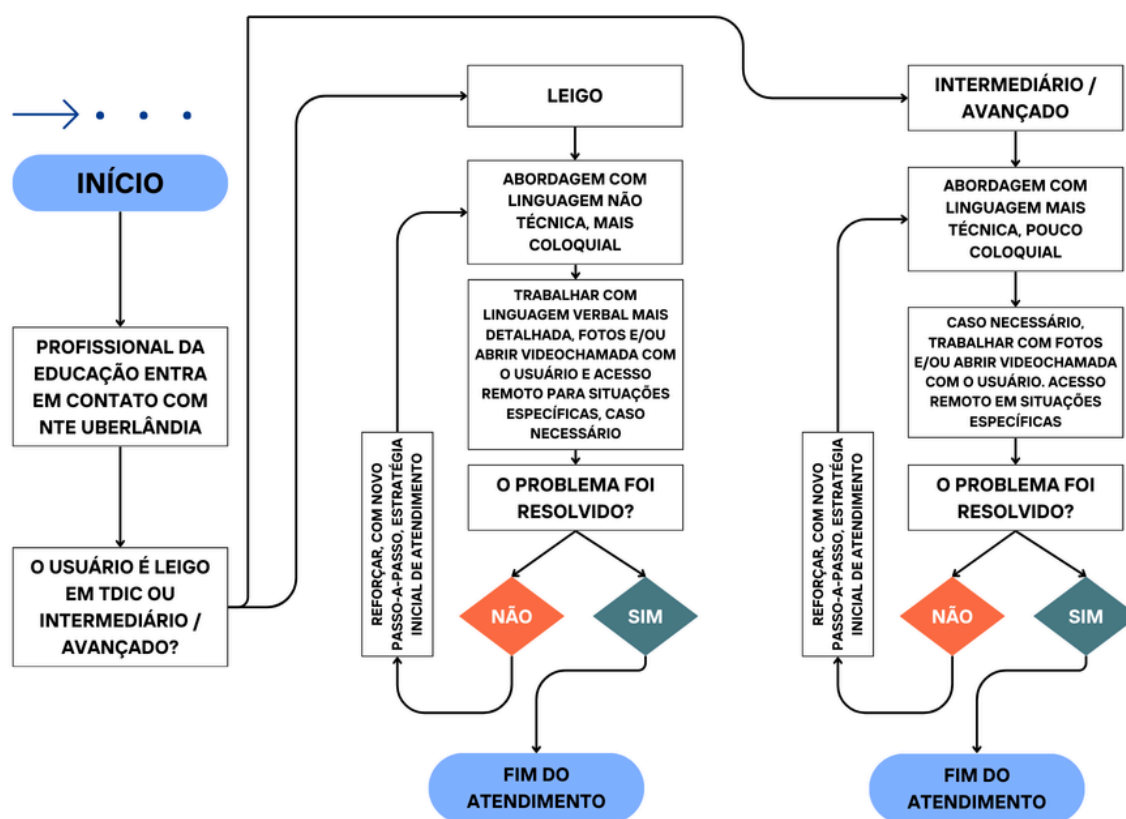 INÍCIO
PROFISSIONAL DA
EDUCAÇÃO ENTRA
EM CONTATO COM
NTE UBERLÂNDIA
O USUÁRIO É LEIGO
EM TDIC OU
INTERMEDIÁRIO /
AVANÇADO?
LEIGO
ABORDAGEM COM
LINGUAGEM NÃO
TÉCNICA, MAIS
COLOQUIAL
TRABALHAR COM
LINGUAGEM VERBAL MAIS
DETALHADA, FOTOS E/OU
ABRIR VIDEOCHAMADA COM
O USUÁRIO E ACESSO
REMOTO PARA SITUAÇÕES
ESPECÍFICAS, CASO
NECESSÁRIO
O PROBLEMA FOI
RESOLVIDO?
NÃO
SIM
REFORÇAR, COM NOVO
PASSO-A-PASSO, ESTRATÉGIA
INICIAL DE ATENDIMENTO
FIM DO
ATENDIMENTO
INTERMEDIÁRIO /
AVANÇADO
ABORDAGEM COM
LINGUAGEM MAIS
TÉCNICA, POUCO
COLOQUIAL
CASO NECESSÁRIO,
TRABALHAR COM FOTOS
E/OU ABRIR VIDEOCHAMADA
COM O USUÁRIO. ACESSO
REMOTO EM SITUAÇÕES
ESPECÍFICAS
O PROBLEMA FOI
RESOLVIDO?
NÃO
SIM
REFORÇAR, COM NOVO
PASSO-A-PASSO, ESTRATÉGIA
INICIAL DE ATENDIMENTO
FIM DO
ATENDIMENTO